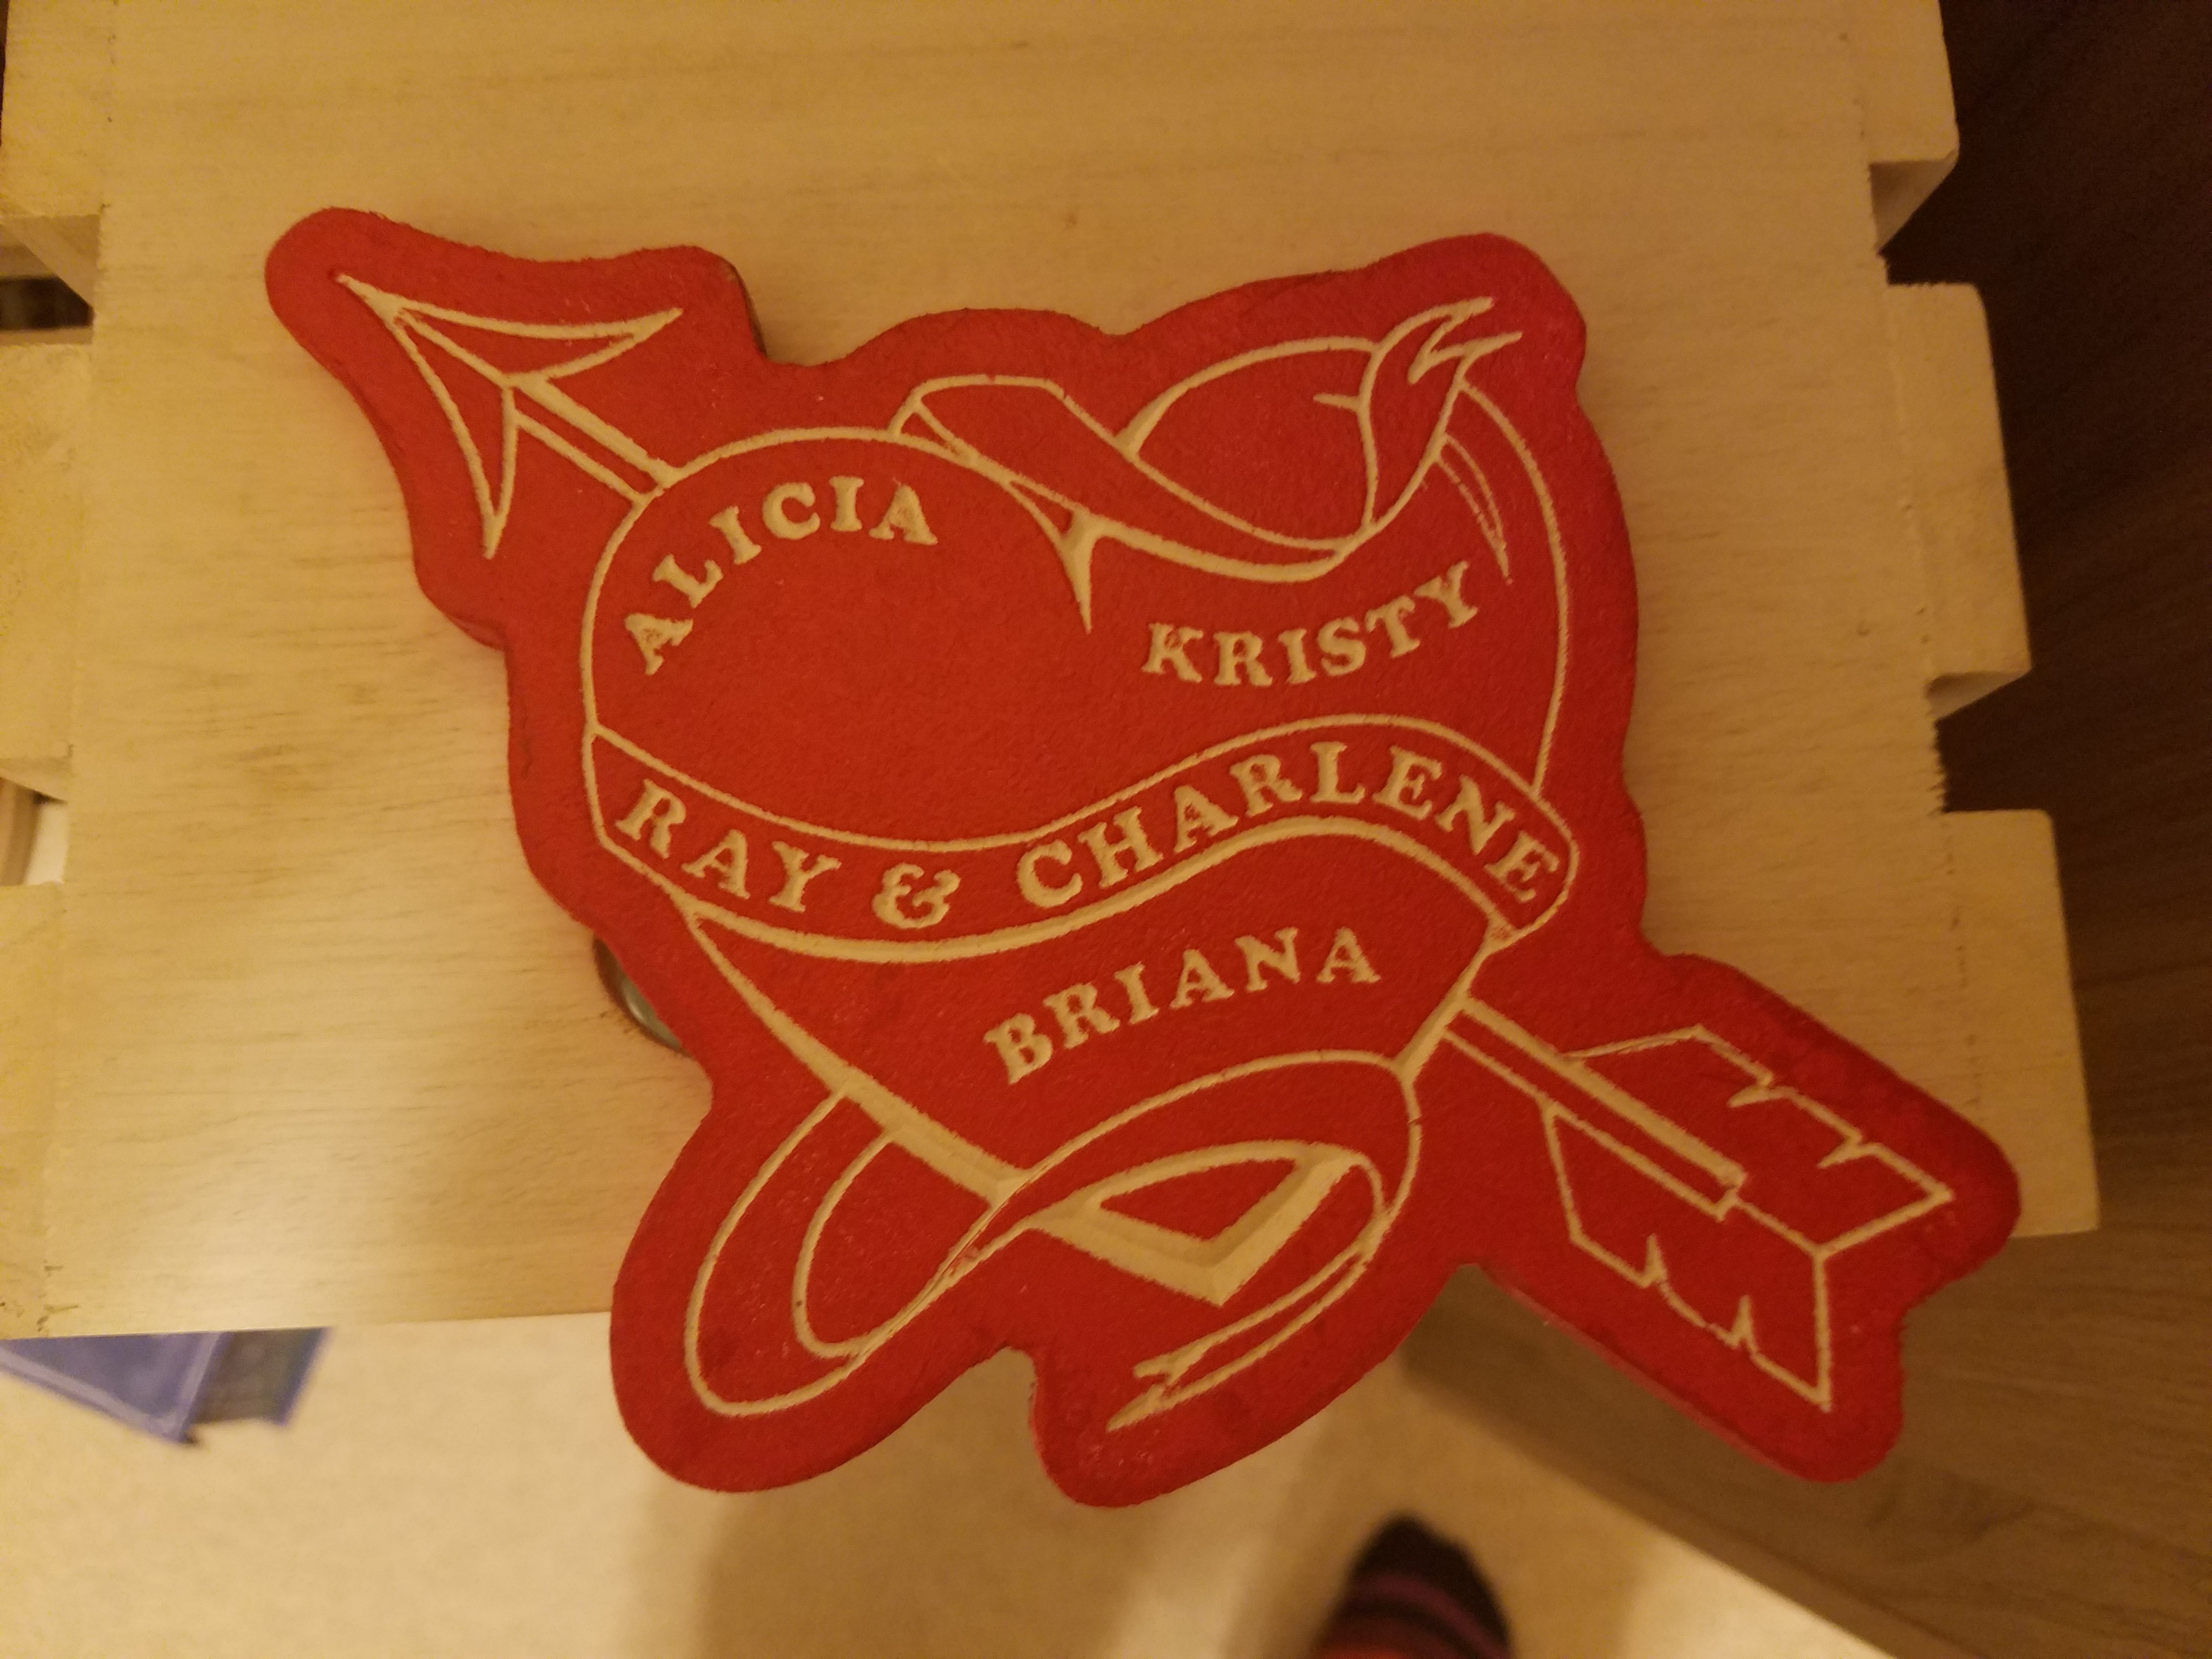 ALICIA
KRISTY
RAY & CHARLENE
BRIANA